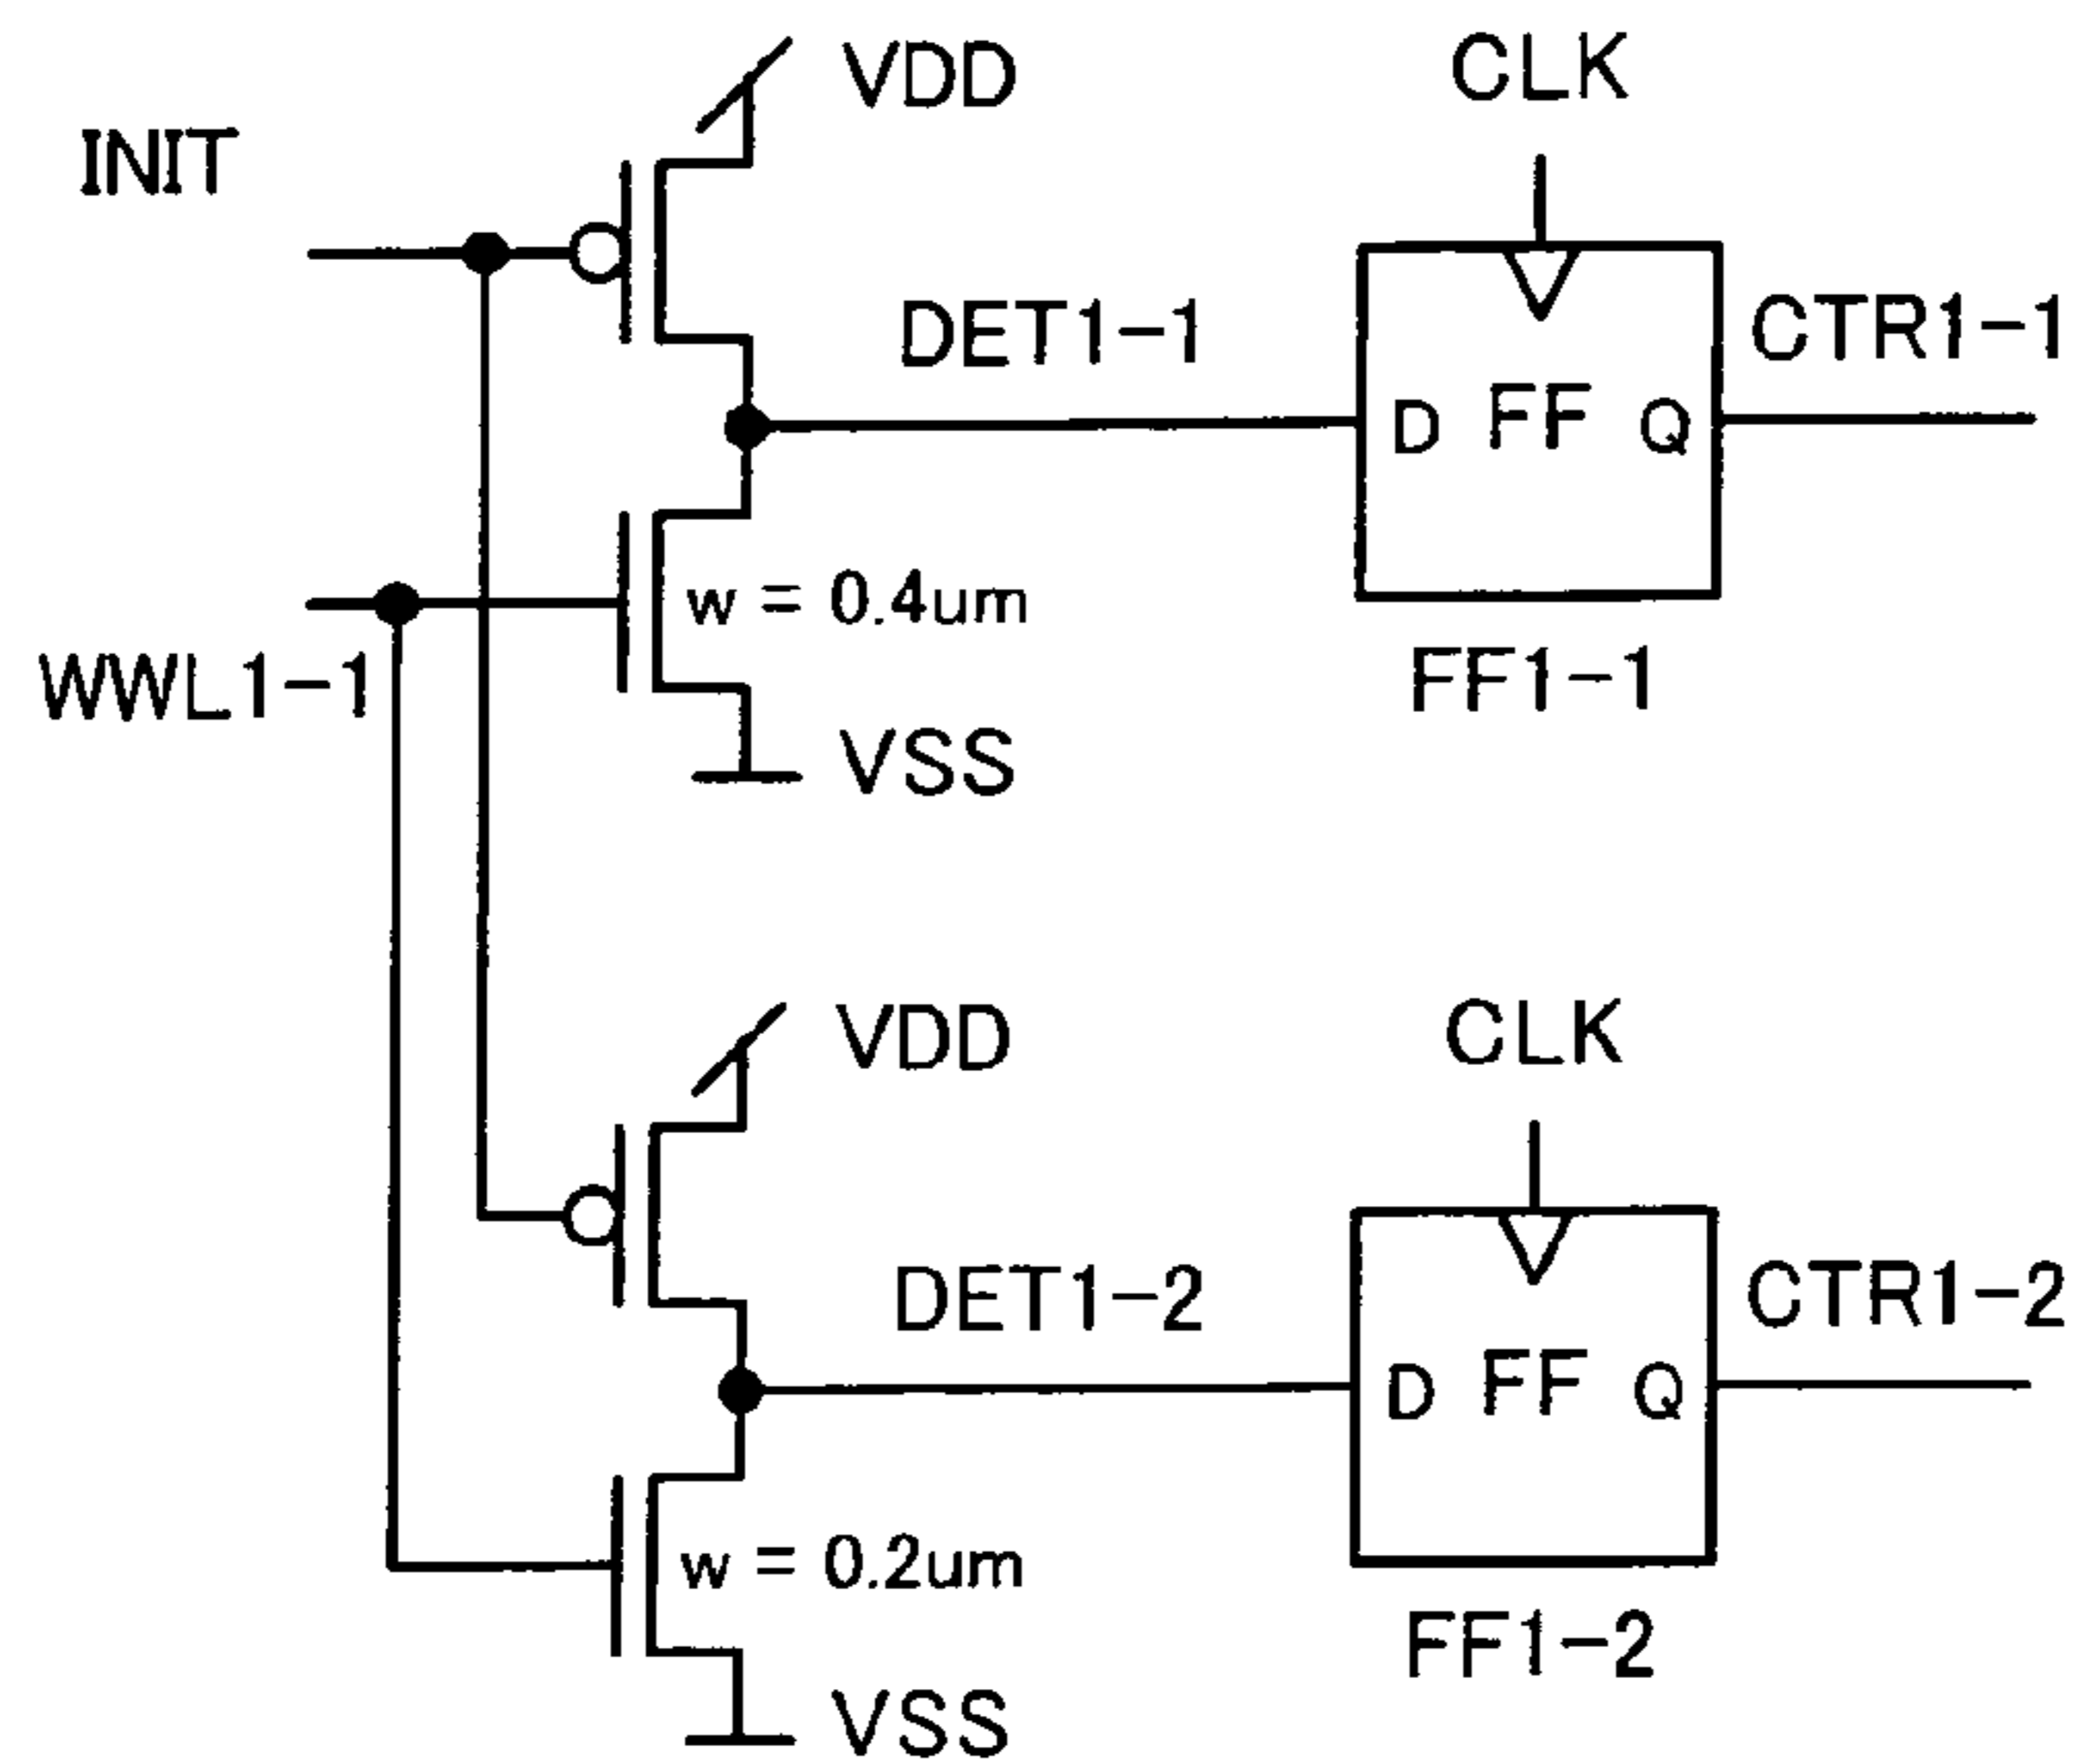 VDD
CLK
INIT
DET1-1
CTR1-1
D FF Q
w = 0.4um
WWL1-1
FF1-1
VSS
VDD
CLK
DET1-2
CTR1-2
D FF Q
w = 0.2um
FF1-2
VSS